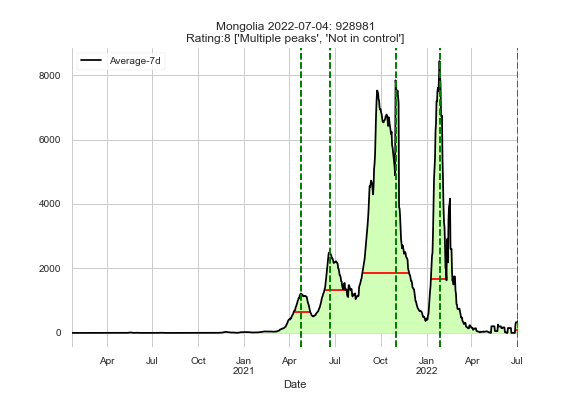 Mongolia 2022-07-04: 928981
Rating:8 ['Multiple peaks', 'Not in control']
Average-7d
8000
6000
4000
2000
0
Apr Jul Oct Jan Apr Jul Oct Jan Apr Jul
2021 2022
Date